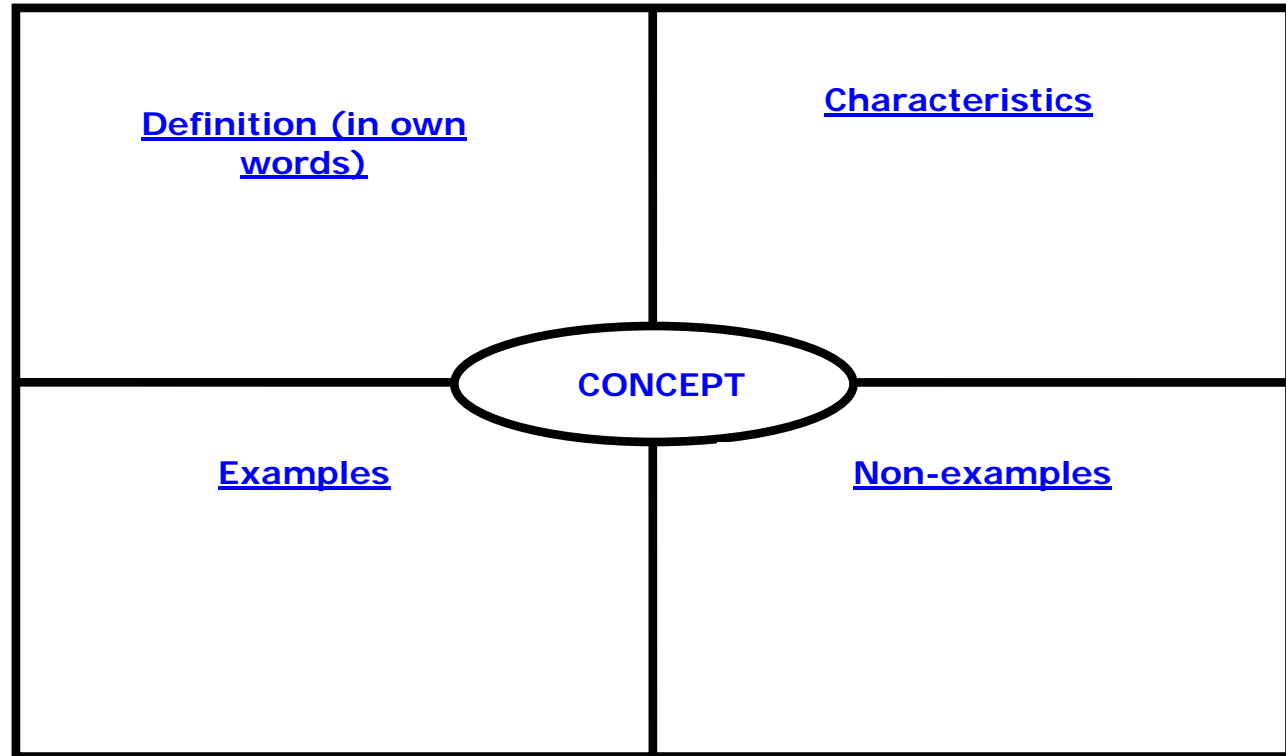 Definition (in own
words)
Characteristics
CONCEPT
Examples
Non-examples